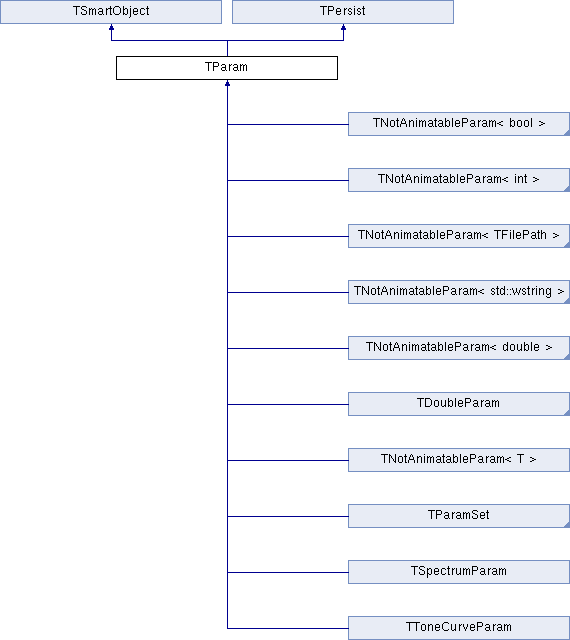 TSmartObject
TPersist
TParam
TNotAnimatableParam< bool >
TNotAnimatableParam< int >
TNotAnimatableParam< TFilePath >
TNotAnimatableParam< std::wstring >
TNotAnimatableParam< double >
TDoubleParam
TNotAnimatableParam< T >
TParamSet
TSpectrumParam
TToneCurveParam